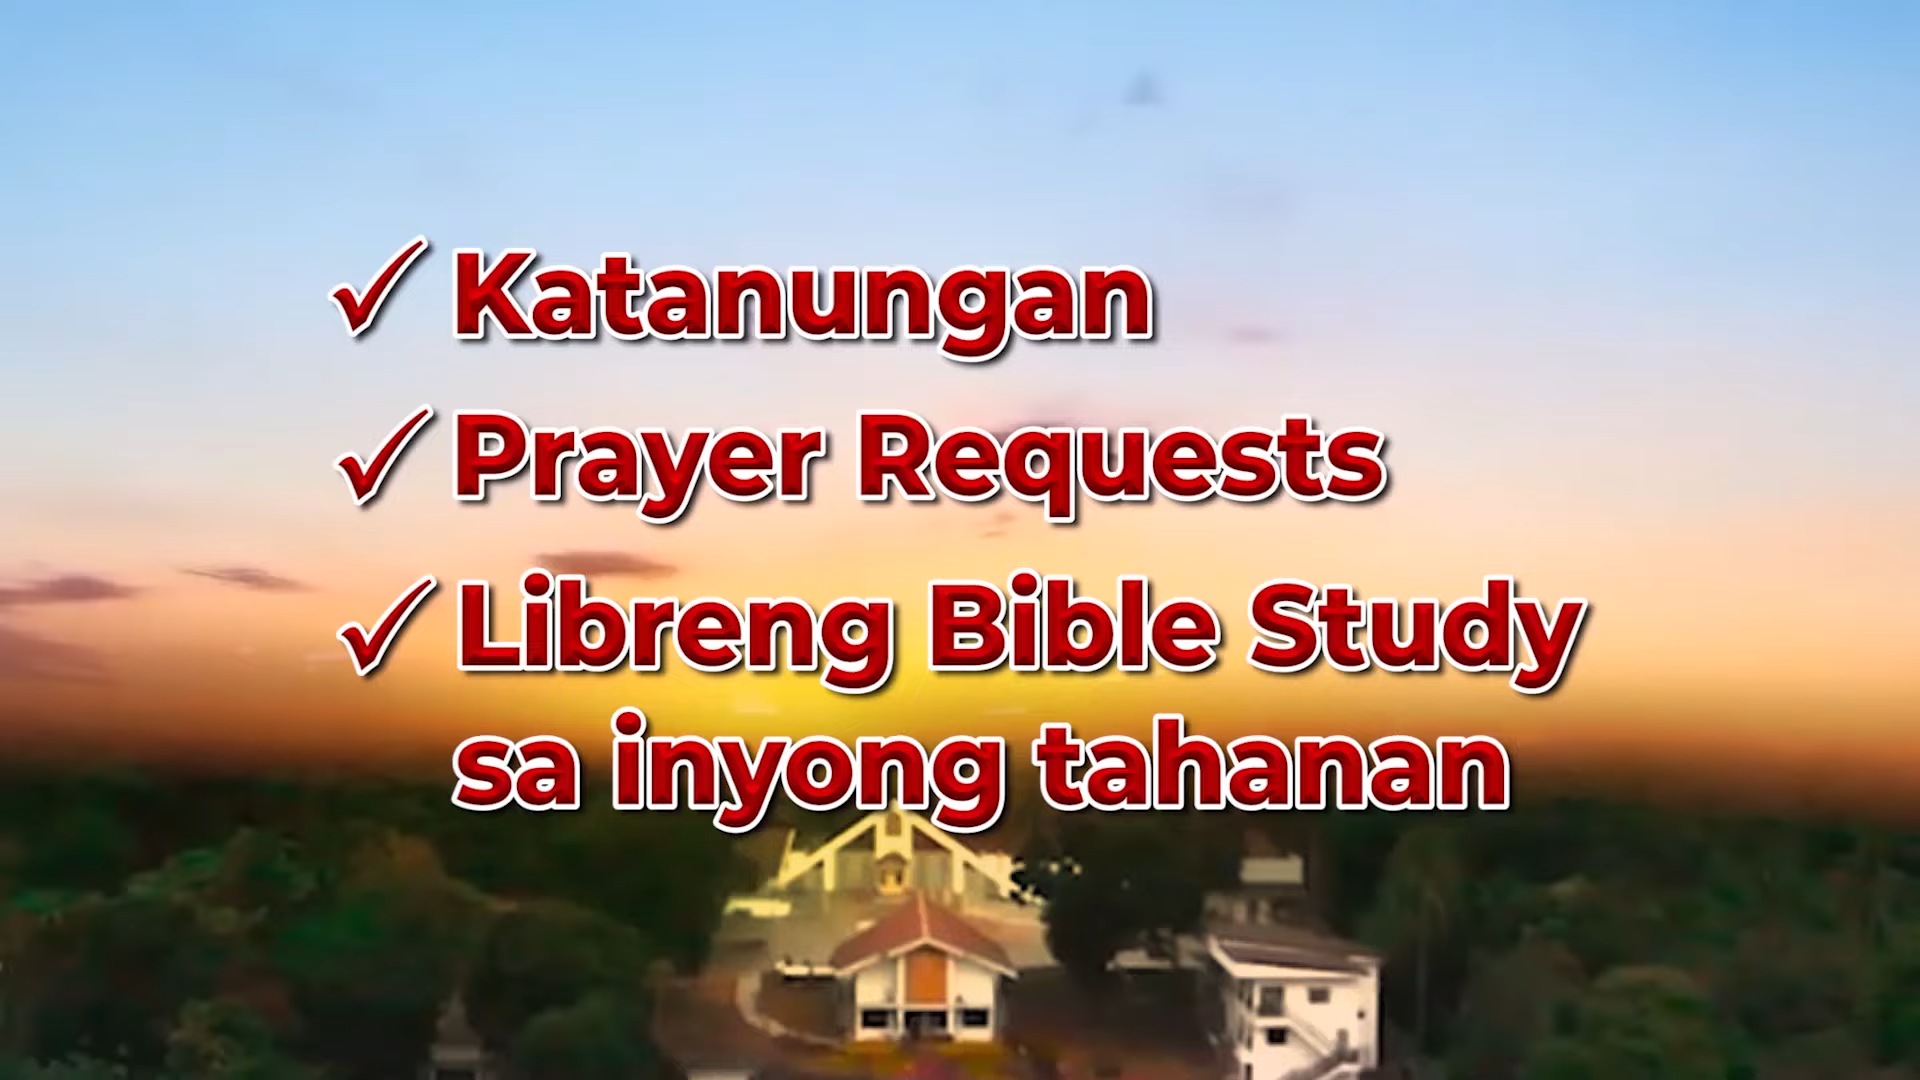 ✓ Katanungan
✓ Prayer Requests
✓ Libreng Bible Study
sa inyong tahanan